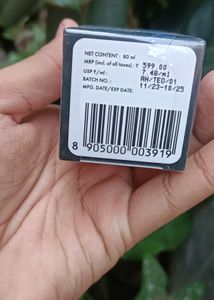 NET CONTENT : 80 ml
MRP (incl. of all taxes) : ₹ 599.00
USP ₹/ml : 7.48/ml
BATCH NO. : AH/TEO/01
MFG. DATE/EXP DATE: 11/23-10/25
8 905000 003919